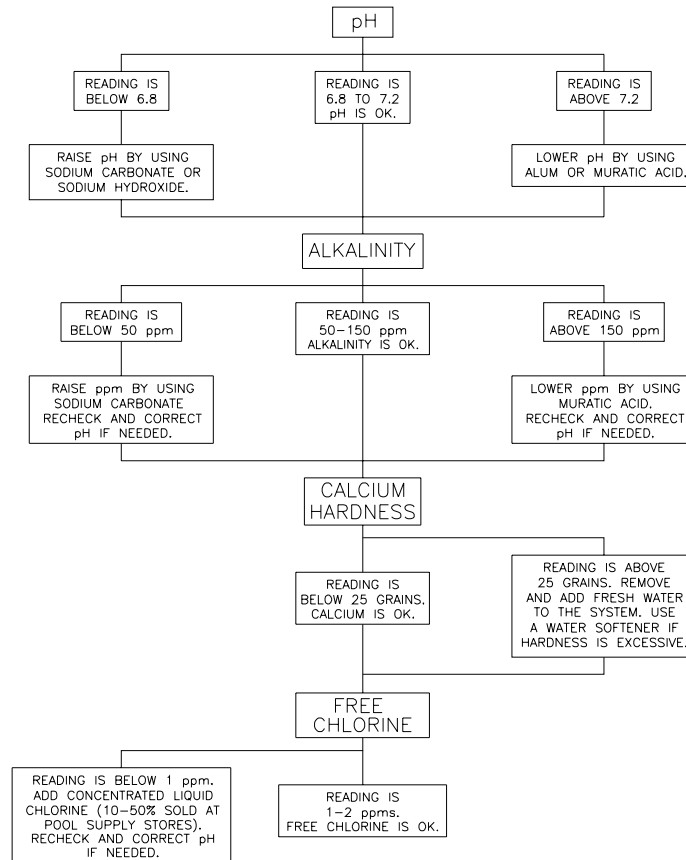 pH
READING IS
BELOW 6.8
READING IS
6.8 TO 7.2
pH IS OK.
READING IS
ABOVE 7.2
RAISE pH BY USING
SODIUM CARBONATE OR
SODIUM HYDROXIDE.
LOWER pH BY USING
ALUM OR MURATIC ACID.
ALKALINITY
READING IS
BELOW 50 ppm
READING IS
50-150 ppm
ALKALINITY IS OK.
READING IS
ABOVE 150 ppm
RAISE ppm BY USING
SODIUM CARBONATE
RECHECK AND CORRECT
pH IF NEEDED.
LOWER ppm BY USING
MURATIC ACID.
RECHECK AND CORRECT
pH IF NEEDED.
CALCIUM
HARDNESS
READING IS
BELOW 25 GRAINS.
CALCIUM IS OK.
READING IS ABOVE
25 GRAINS. REMOVE
AND ADD FRESH WATER
TO THE SYSTEM. USE
A WATER SOFTENER IF
HARDNESS IS EXCESSIVE.
FREE
CHLORINE
READING IS BELOW 1 ppm.
ADD CONCENTRATED LIQUID
CHLORINE (10-50% SOLD AT
POOL SUPPLY STORES).
RECHECK AND CORRECT pH
IF NEEDED.
READING IS
1-2 ppms.
FREE CHLORINE IS OK.